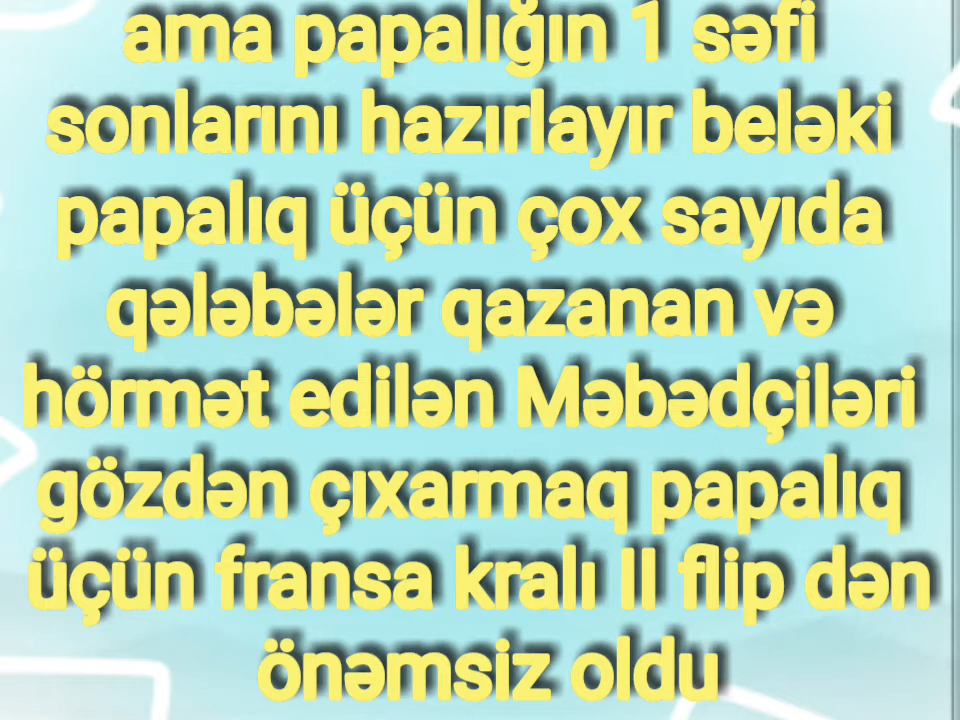 ama papalığın 1 səfi
sonlarını hazırlayır beləki
papalıq üçün çox sayıda
qələbələr qazanan və
hörmət edilən Məbədçiləri
gözdən çıxarmaq papalıq
üçün fransa kralı II flip dən
önəmsiz oldu